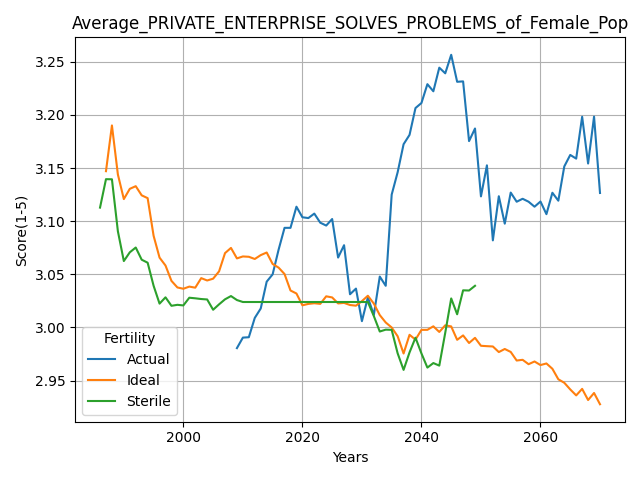 Average_PRIVATE_ENTERPRISE_SOLVES_PROBLEMS_of_Female_Pop
3.25
3.20
3.15
3.10
3.05
3.00
2.95
Score(1-5)
Fertility
Actual
Ideal
Sterile
2000
2020
2040
2060
Years